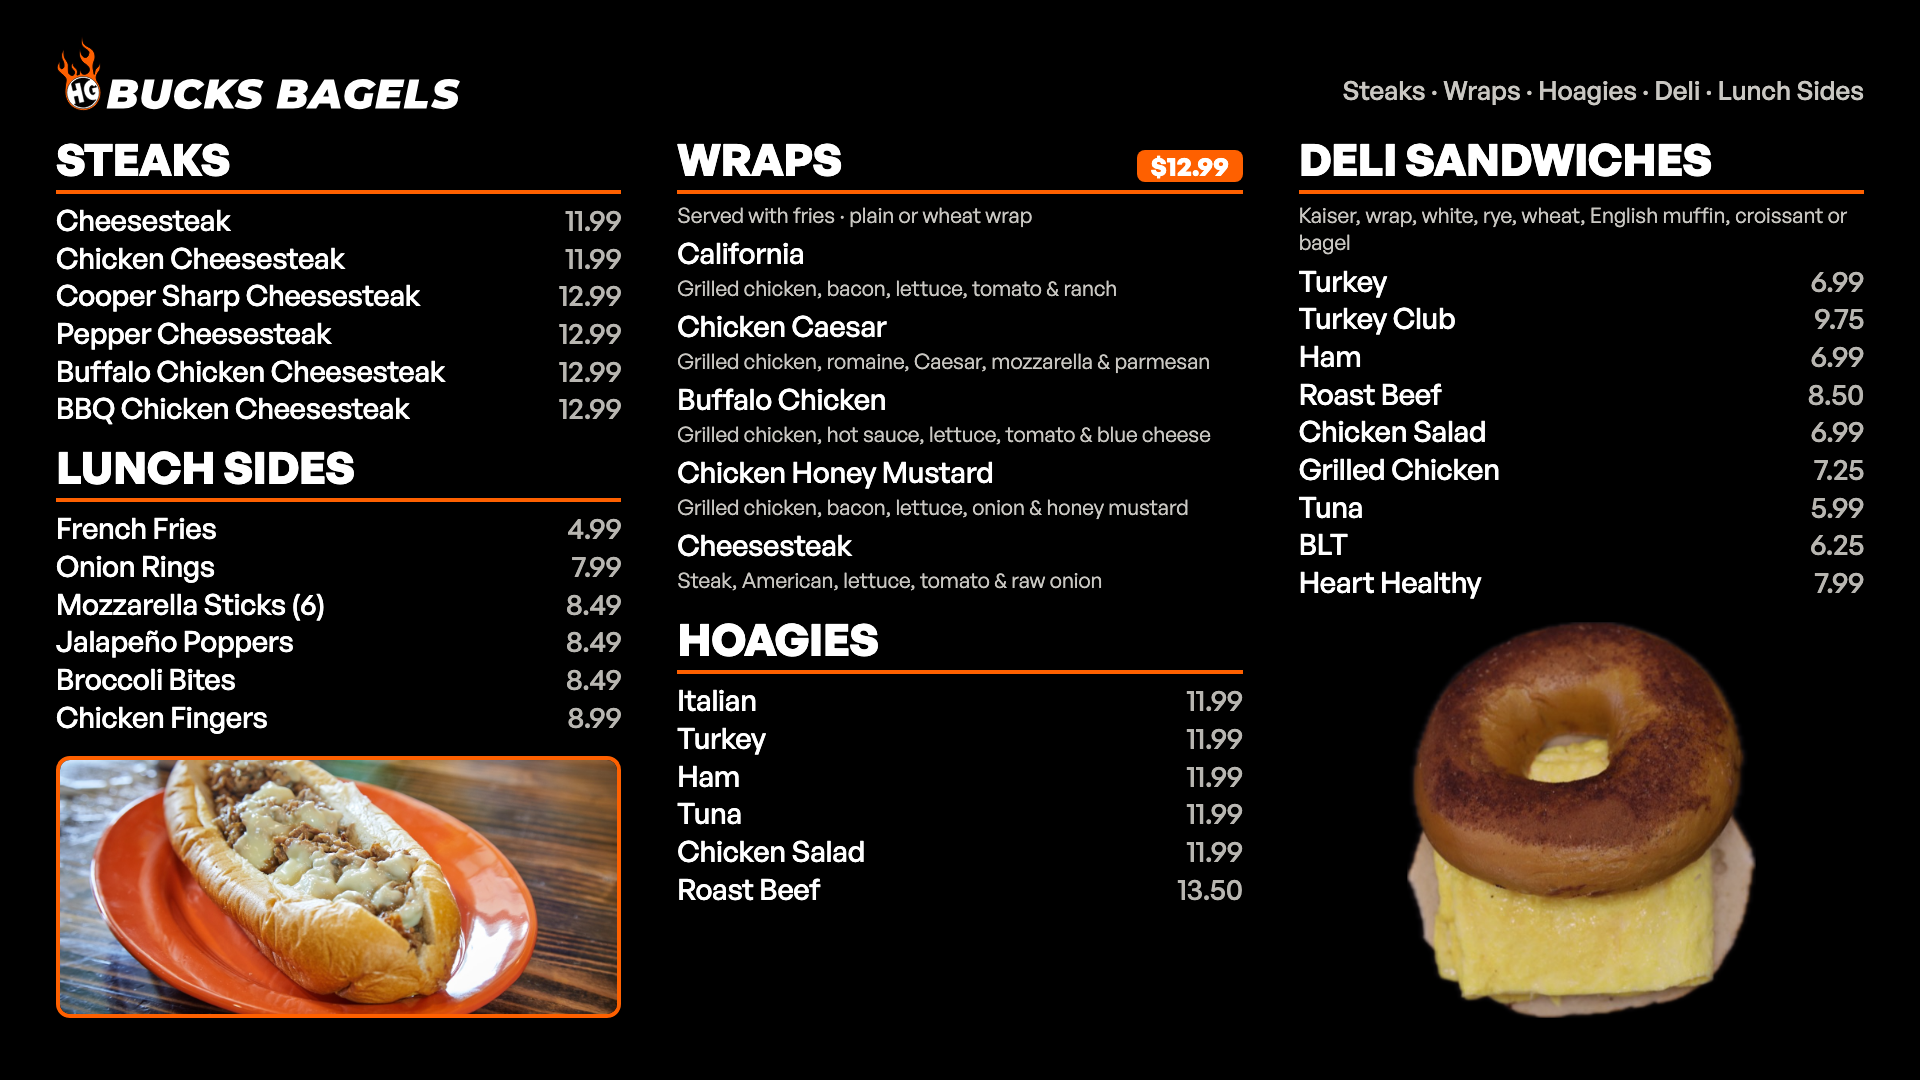 HG BUCKS BAGELS
Steaks · Wraps · Hoagies · Deli · Lunch Sides
STEAKS
Cheesesteak 11.99
Chicken Cheesesteak 11.99
Cooper Sharp Cheesesteak 12.99
Pepper Cheesesteak 12.99
Buffalo Chicken Cheesesteak 12.99
BBQ Chicken Cheesesteak 12.99
LUNCH SIDES
French Fries 4.99
Onion Rings 7.99
Mozzarella Sticks (6) 8.49
Jalapeño Poppers 8.49
Broccoli Bites 8.49
Chicken Fingers 8.99
WRAPS $12.99
Served with fries · plain or wheat wrap
California
Grilled chicken, bacon, lettuce, tomato & ranch
Chicken Caesar
Grilled chicken, romaine, Caesar, mozzarella & parmesan
Buffalo Chicken
Grilled chicken, hot sauce, lettuce, tomato & blue cheese
Chicken Honey Mustard
Grilled chicken, bacon, lettuce, onion & honey mustard
Cheesesteak
Steak, American, lettuce, tomato & raw onion
HOAGIES
Italian 11.99
Turkey 11.99
Ham 11.99
Tuna 11.99
Chicken Salad 11.99
Roast Beef 13.50
DELI SANDWICHES
Kaiser, wrap, white, rye, wheat, English muffin, croissant or
bagel
Turkey 6.99
Turkey Club 9.75
Ham 6.99
Roast Beef 8.50
Chicken Salad 6.99
Grilled Chicken 7.25
Tuna 5.99
BLT 6.25
Heart Healthy 7.99